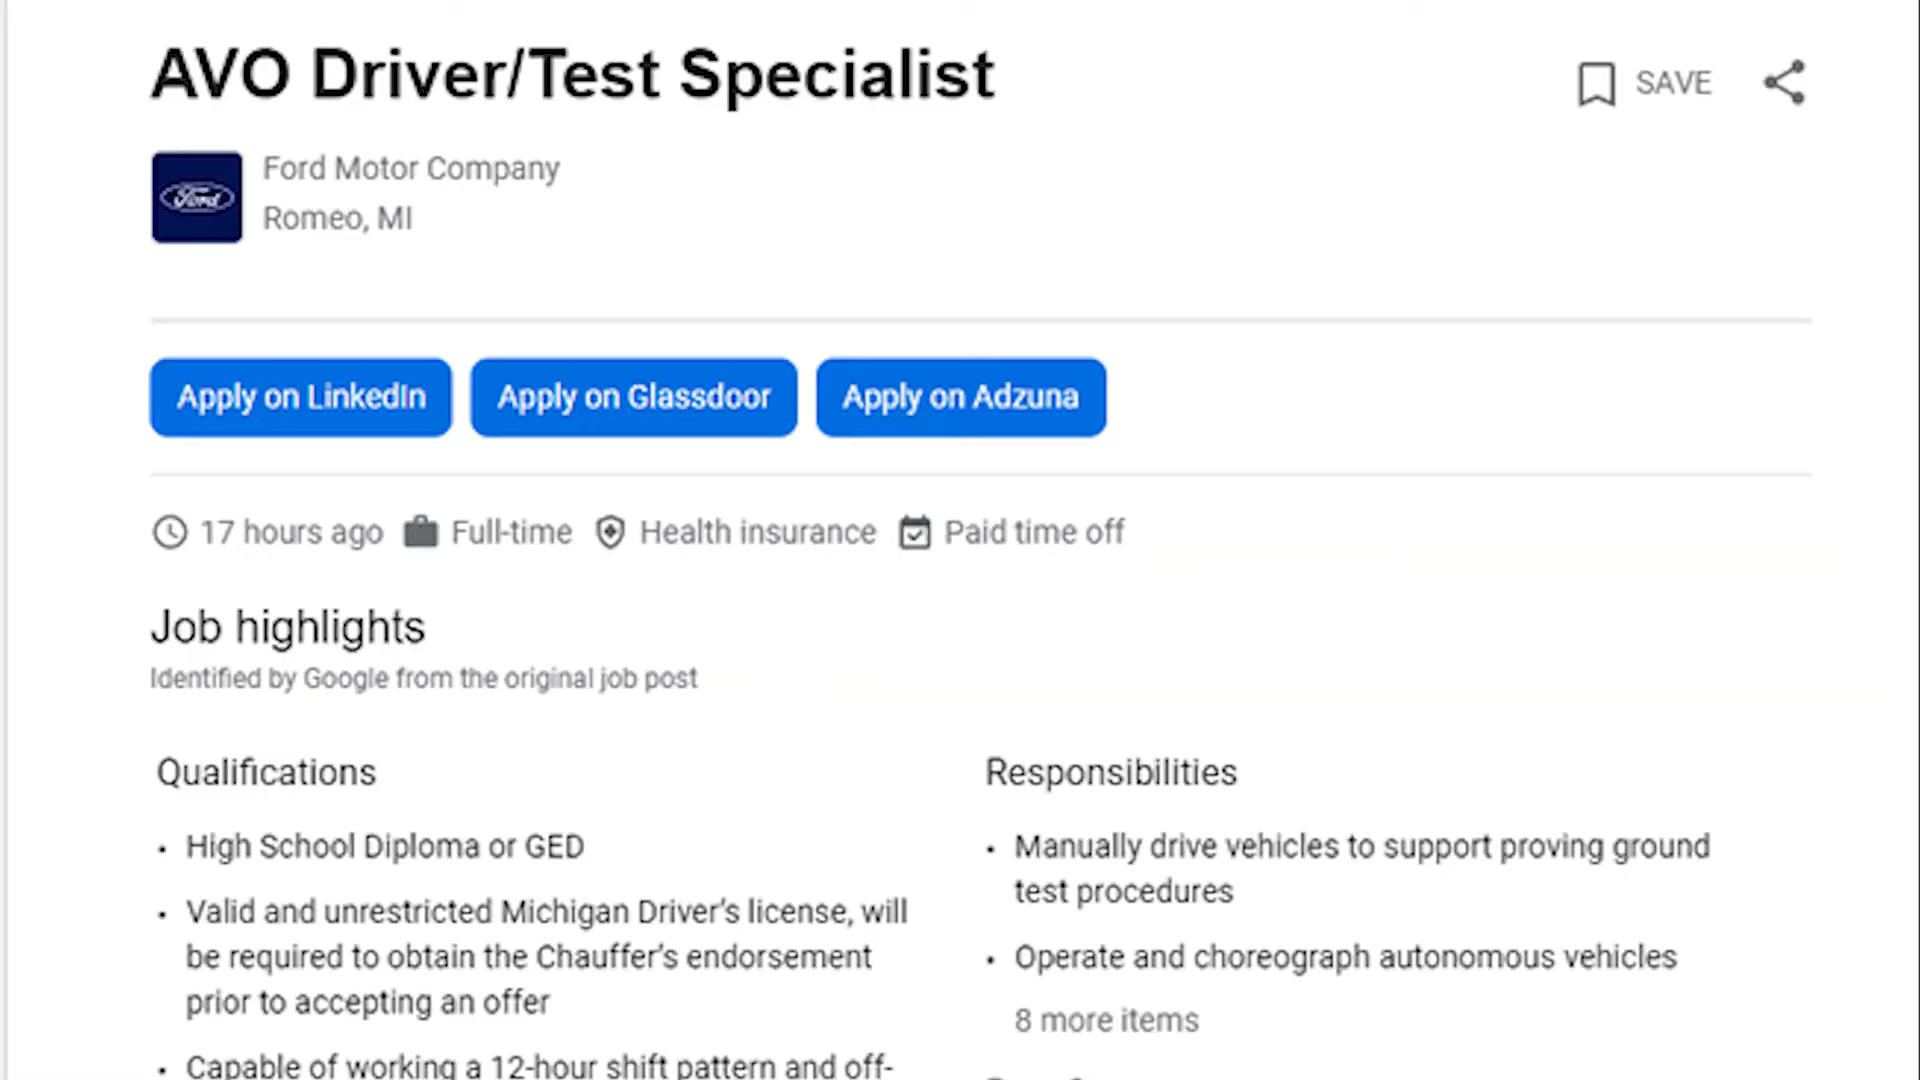 AVO Driver/Test Specialist
SAVE
Ford
Ford Motor Company
Romeo, MI
Apply on LinkedIn
Apply on Glassdoor
Apply on Adzuna
17 hours ago
Full-time
Health insurance
Paid time off
Job highlights
Identified by Google from the original job post
Qualifications
• High School Diploma or GED
• Valid and unrestricted Michigan Driver’s license, will
be required to obtain the Chauffer’s endorsement
prior to accepting an offer
• Capable of working a 12-hour shift pattern and off-
Responsibilities
• Manually drive vehicles to support proving ground
test procedures
• Operate and choreograph autonomous vehicles
8 more items